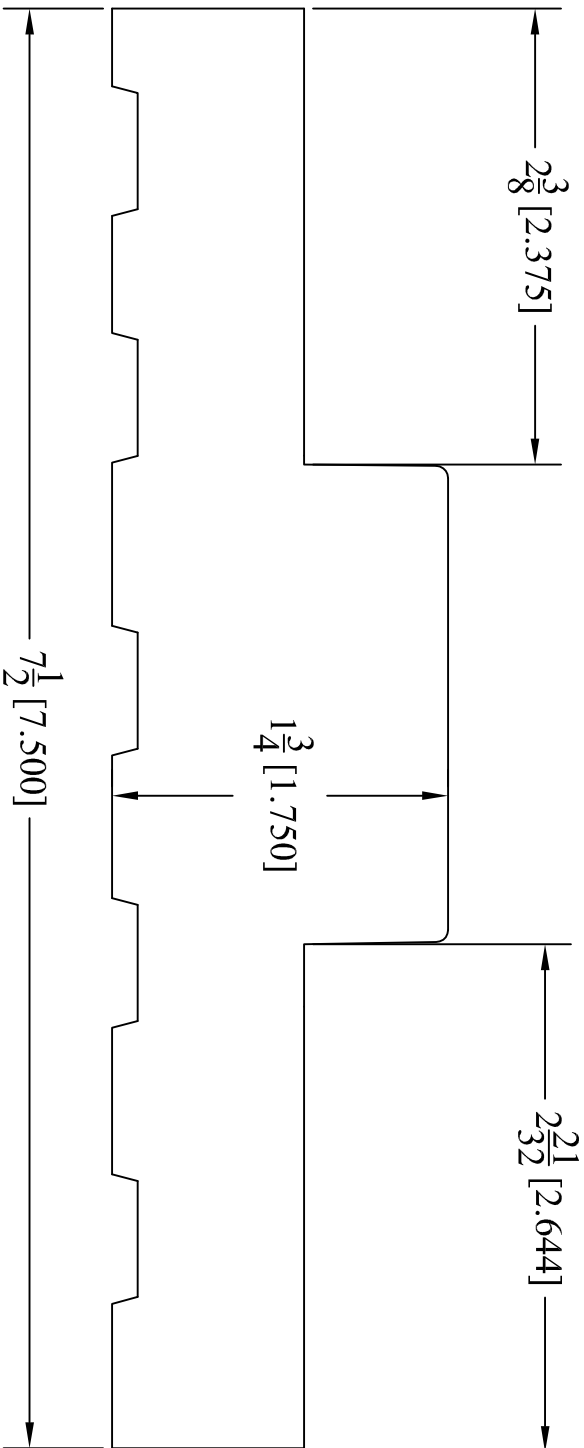 2 3/8 [2.375]
1 3/4 [1.750]
2 21/32 [2.644]
7 1/2 [7.500]